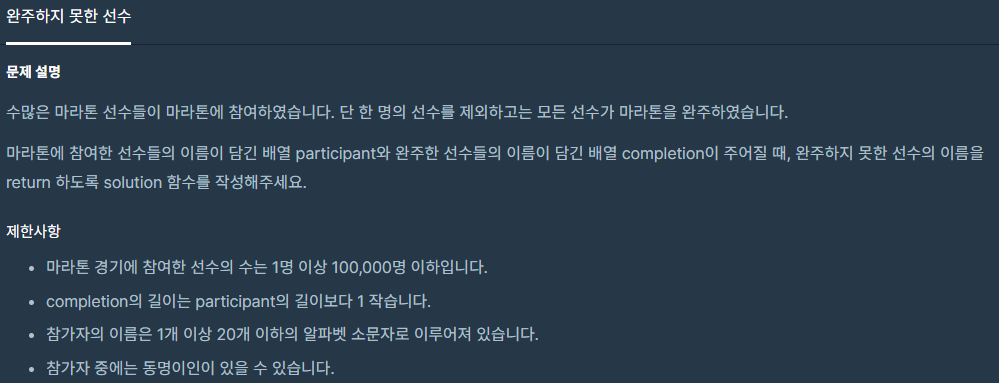 완주하지 못한 선수
문제 설명
수많은 마라톤 선수들이 마라톤에 참여하였습니다. 단 한 명의 선수를 제외하고는 모든 선수가 마라톤을 완주하였습니다.
마라톤에 참여한 선수들의 이름이 담긴 배열 participant와 완주한 선수들의 이름이 담긴 배열 completion이 주어질 때, 완주하지 못한 선수의 이름을
return 하도록 solution 함수를 작성해주세요.
제한사항
• 마라톤 경기에 참여한 선수의 수는 1명 이상 100,000명 이하입니다.
• completion의 길이는 participant의 길이보다 1 작습니다.
• 참가자의 이름은 1개 이상 20개 이하의 알파벳 소문자로 이루어져 있습니다.
• 참가자 중에는 동명이인이 있을 수 있습니다.